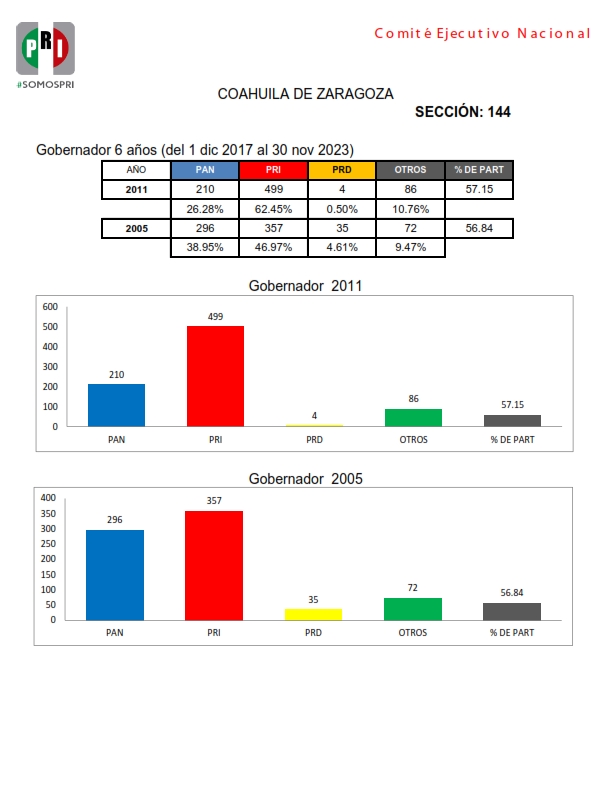 Comité Ejecutivo Nacional
PRI
#SOMOSPRI
COAHUILA DE ZARAGOZA
SECCIÓN: 144
Gobernador 6 años (del 1 dic 2017 al 30 nov 2023)
AÑO PAN PRI PRD OTROS % DE PART
2011 210 499 4 86 57.15
26.28% 62.45% 0.50% 10.76%
2005 296 357 35 72 56.84
38.95% 46.97% 4.61% 9.47%
Gobernador 2011
600
500
400
300
200
100
0
210
499
4
86
57.15
PAN PRI PRD OTROS % DE PART
Gobernador 2005
400
350
300
250
200
150
100
50
0
296
357
35
72
56.84
PAN PRI PRD OTROS % DE PART